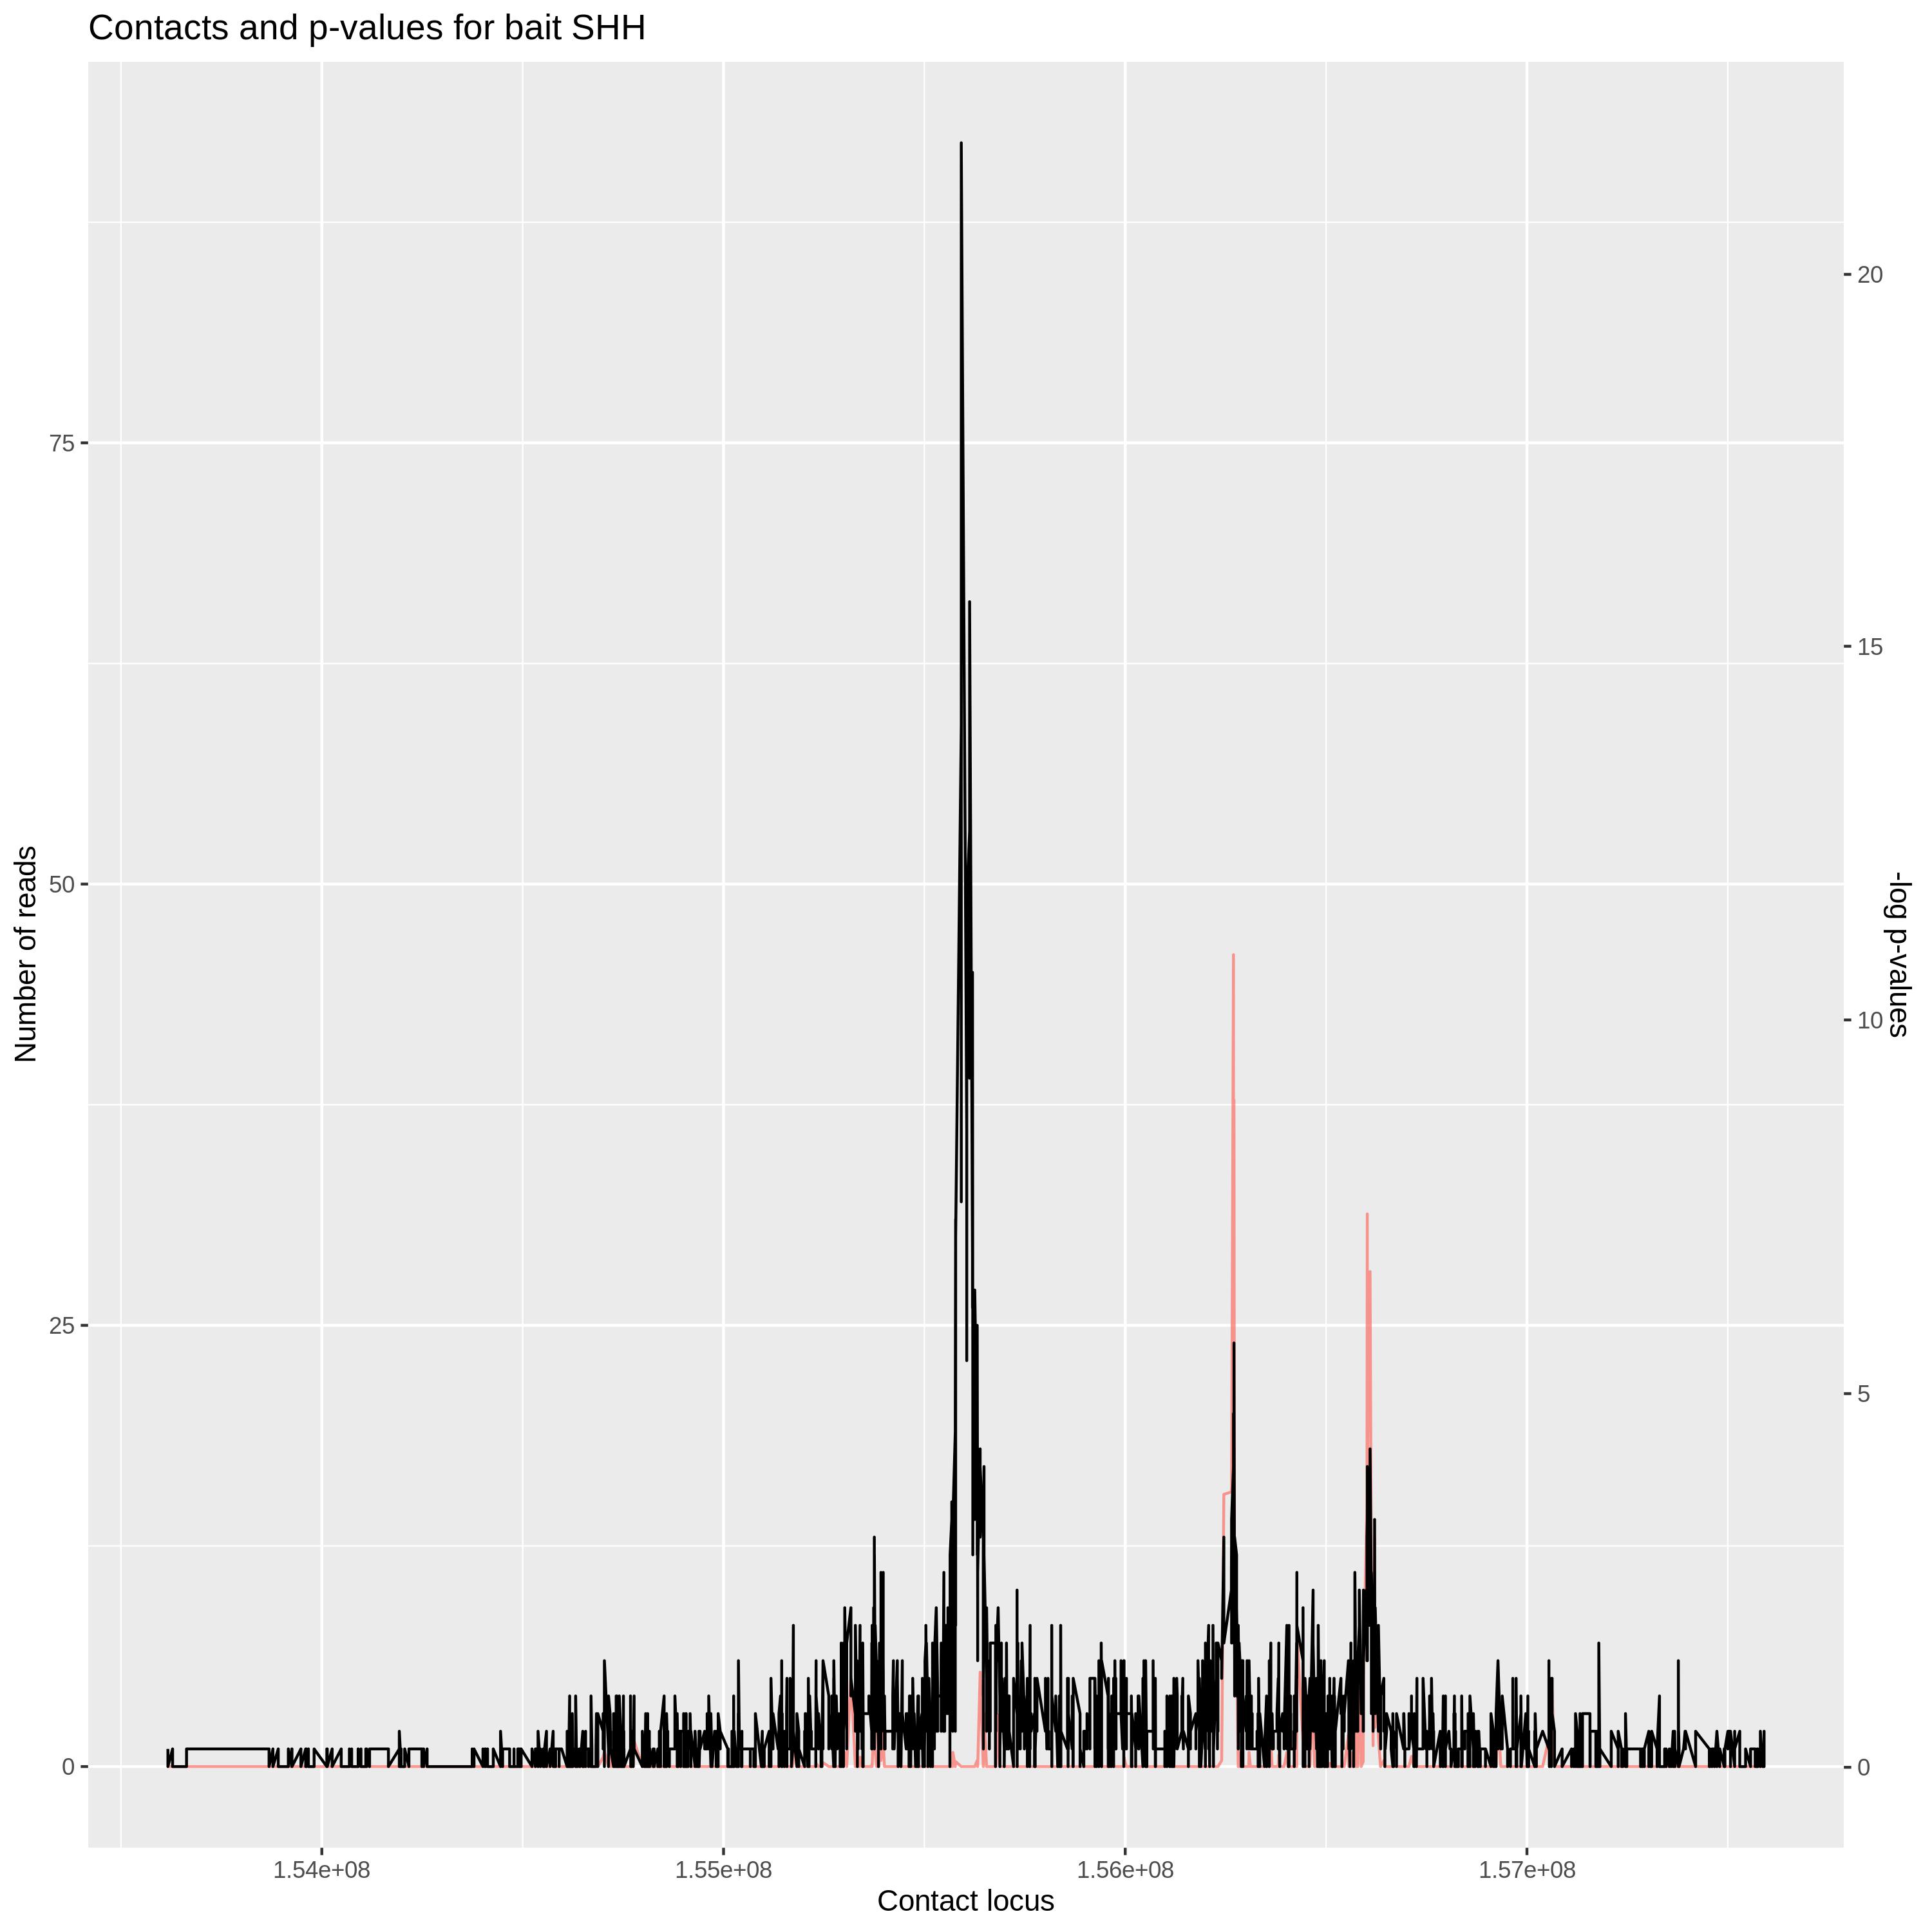 Contacts and p-values for bait SHH
75
50
25
0
Number of reads
20
15
10
5
0
-log p-values
1.54e+08
1.55e+08
1.56e+08
1.57e+08
Contact locus